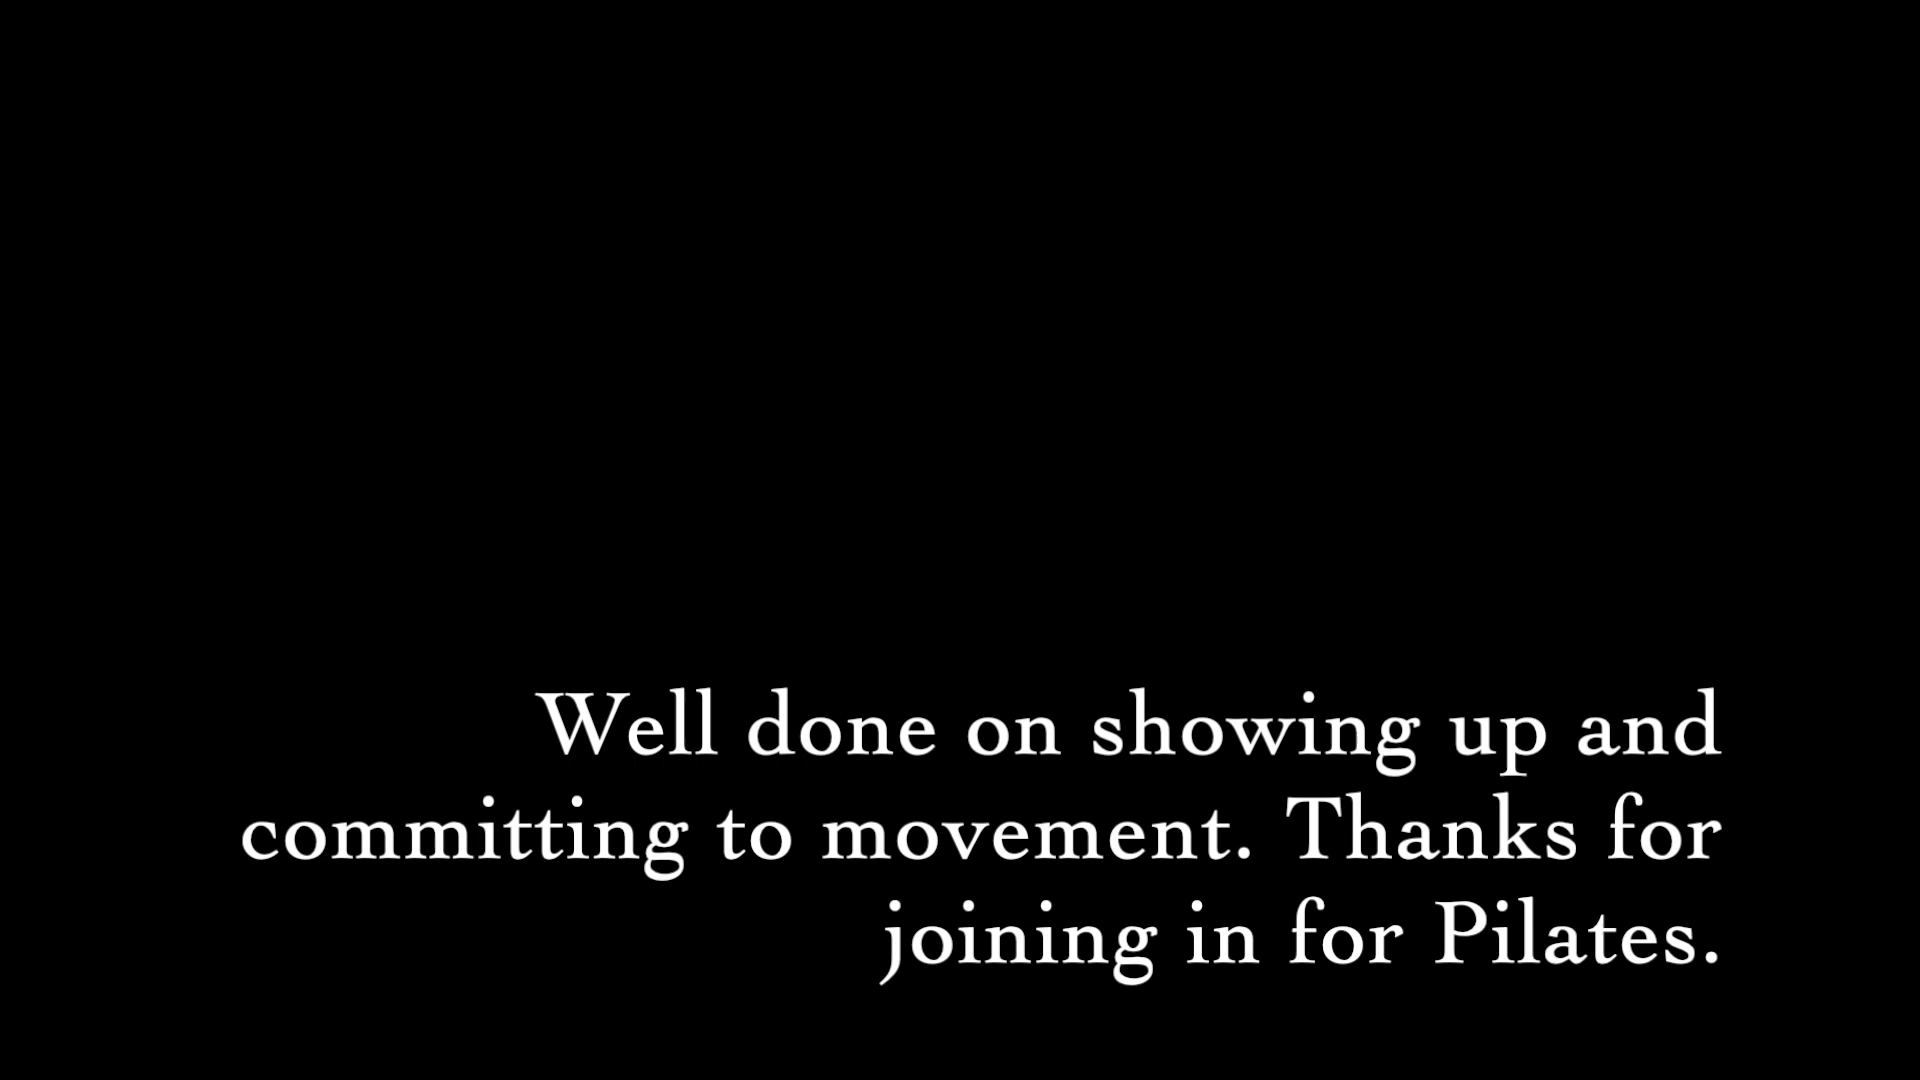 Well done on showing up and
committing to movement. Thanks for
joining in for Pilates.